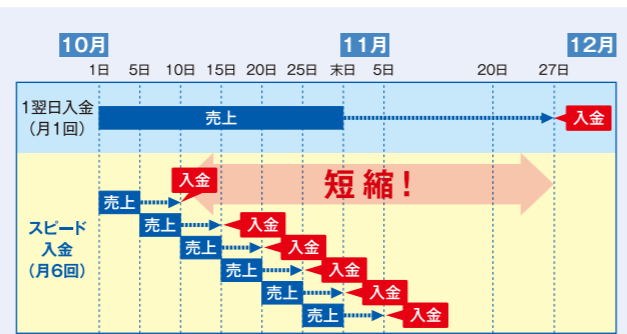 10月 11月 12月
1日 5日 10日 15日 20日 25日 末日 5日 20日 27日
1翌日入金
（月1回）
売上
入金
短縮！
入金
スピード
入金
（月6回）
売上
売上 入金
売上 入金
売上 入金
売上 入金
売上 入金